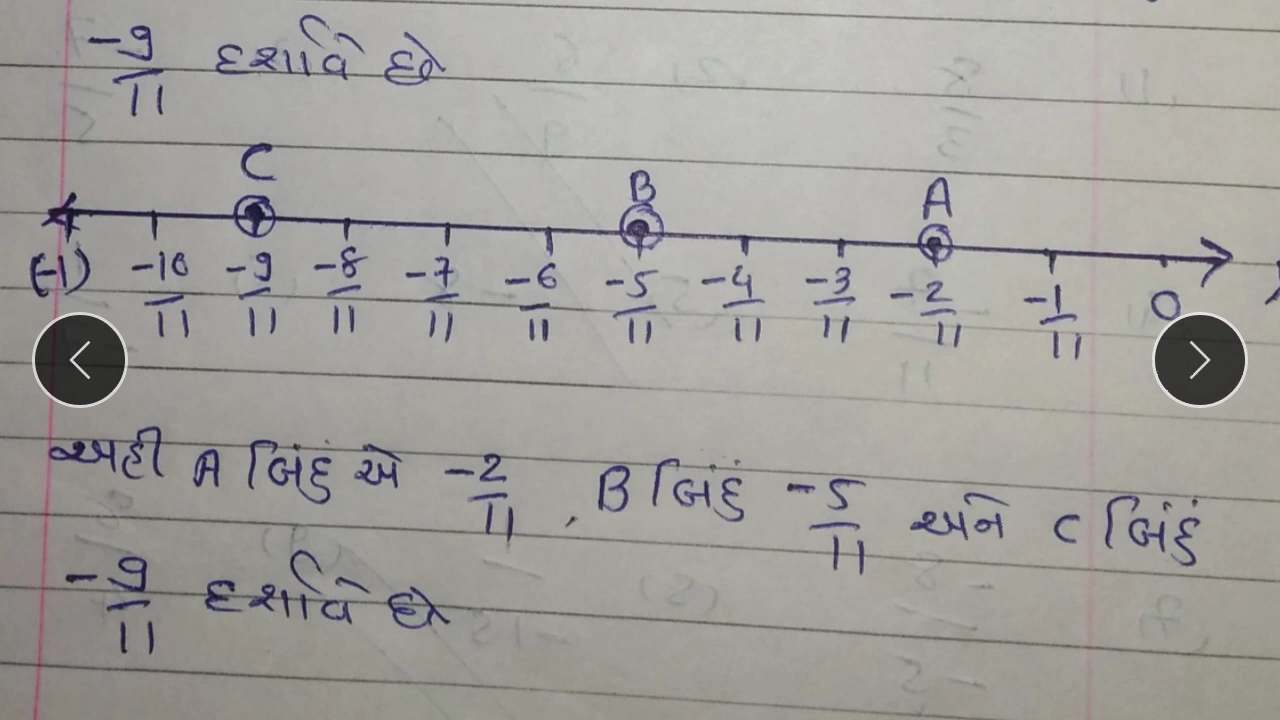 -9/11 દર્શાવે છે
C B A
(-1) -10/11 -9/11 -8/11 -7/11 -6/11 -5/11 -4/11 -3/11 -2/11 -1/11 0
અહી A બિંદુ એ -2/11 , B બિંદું -5/11 અને C બિંદું
-9/11 દર્શાવે છે